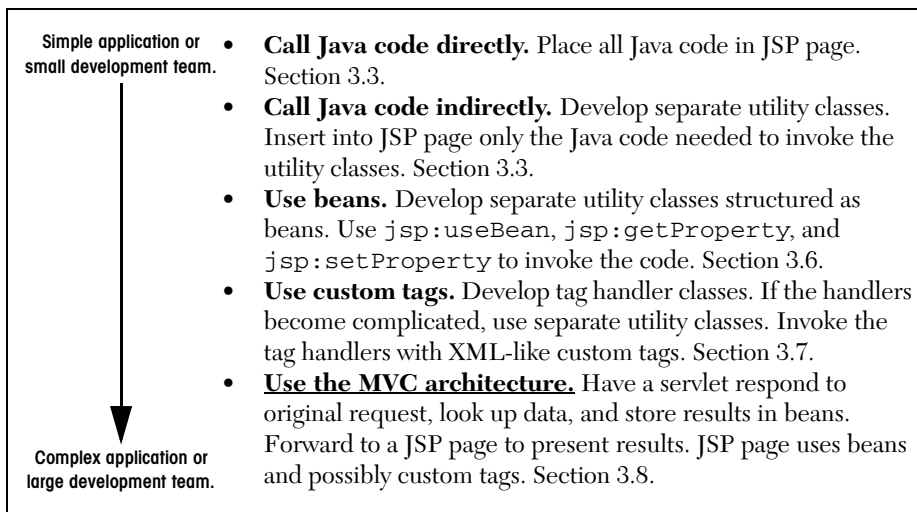 Simple application or
small development team.
• Call Java code directly. Place all Java code in JSP page.
Section 3.3.
• Call Java code indirectly. Develop separate utility classes.
Insert into JSP page only the Java code needed to invoke the
utility classes. Section 3.3.
• Use beans. Develop separate utility classes structured as
beans. Use jsp:useBean, jsp:getProperty, and
jsp:setProperty to invoke the code. Section 3.6.
• Use custom tags. Develop tag handler classes. If the handlers
become complicated, use separate utility classes. Invoke the
tag handlers with XML-like custom tags. Section 3.7.
• Use the MVC architecture. Have a servlet respond to
original request, look up data, and store results in beans.
Forward to a JSP page to present results. JSP page uses beans
and possibly custom tags. Section 3.8.
Complex application or
large development team.